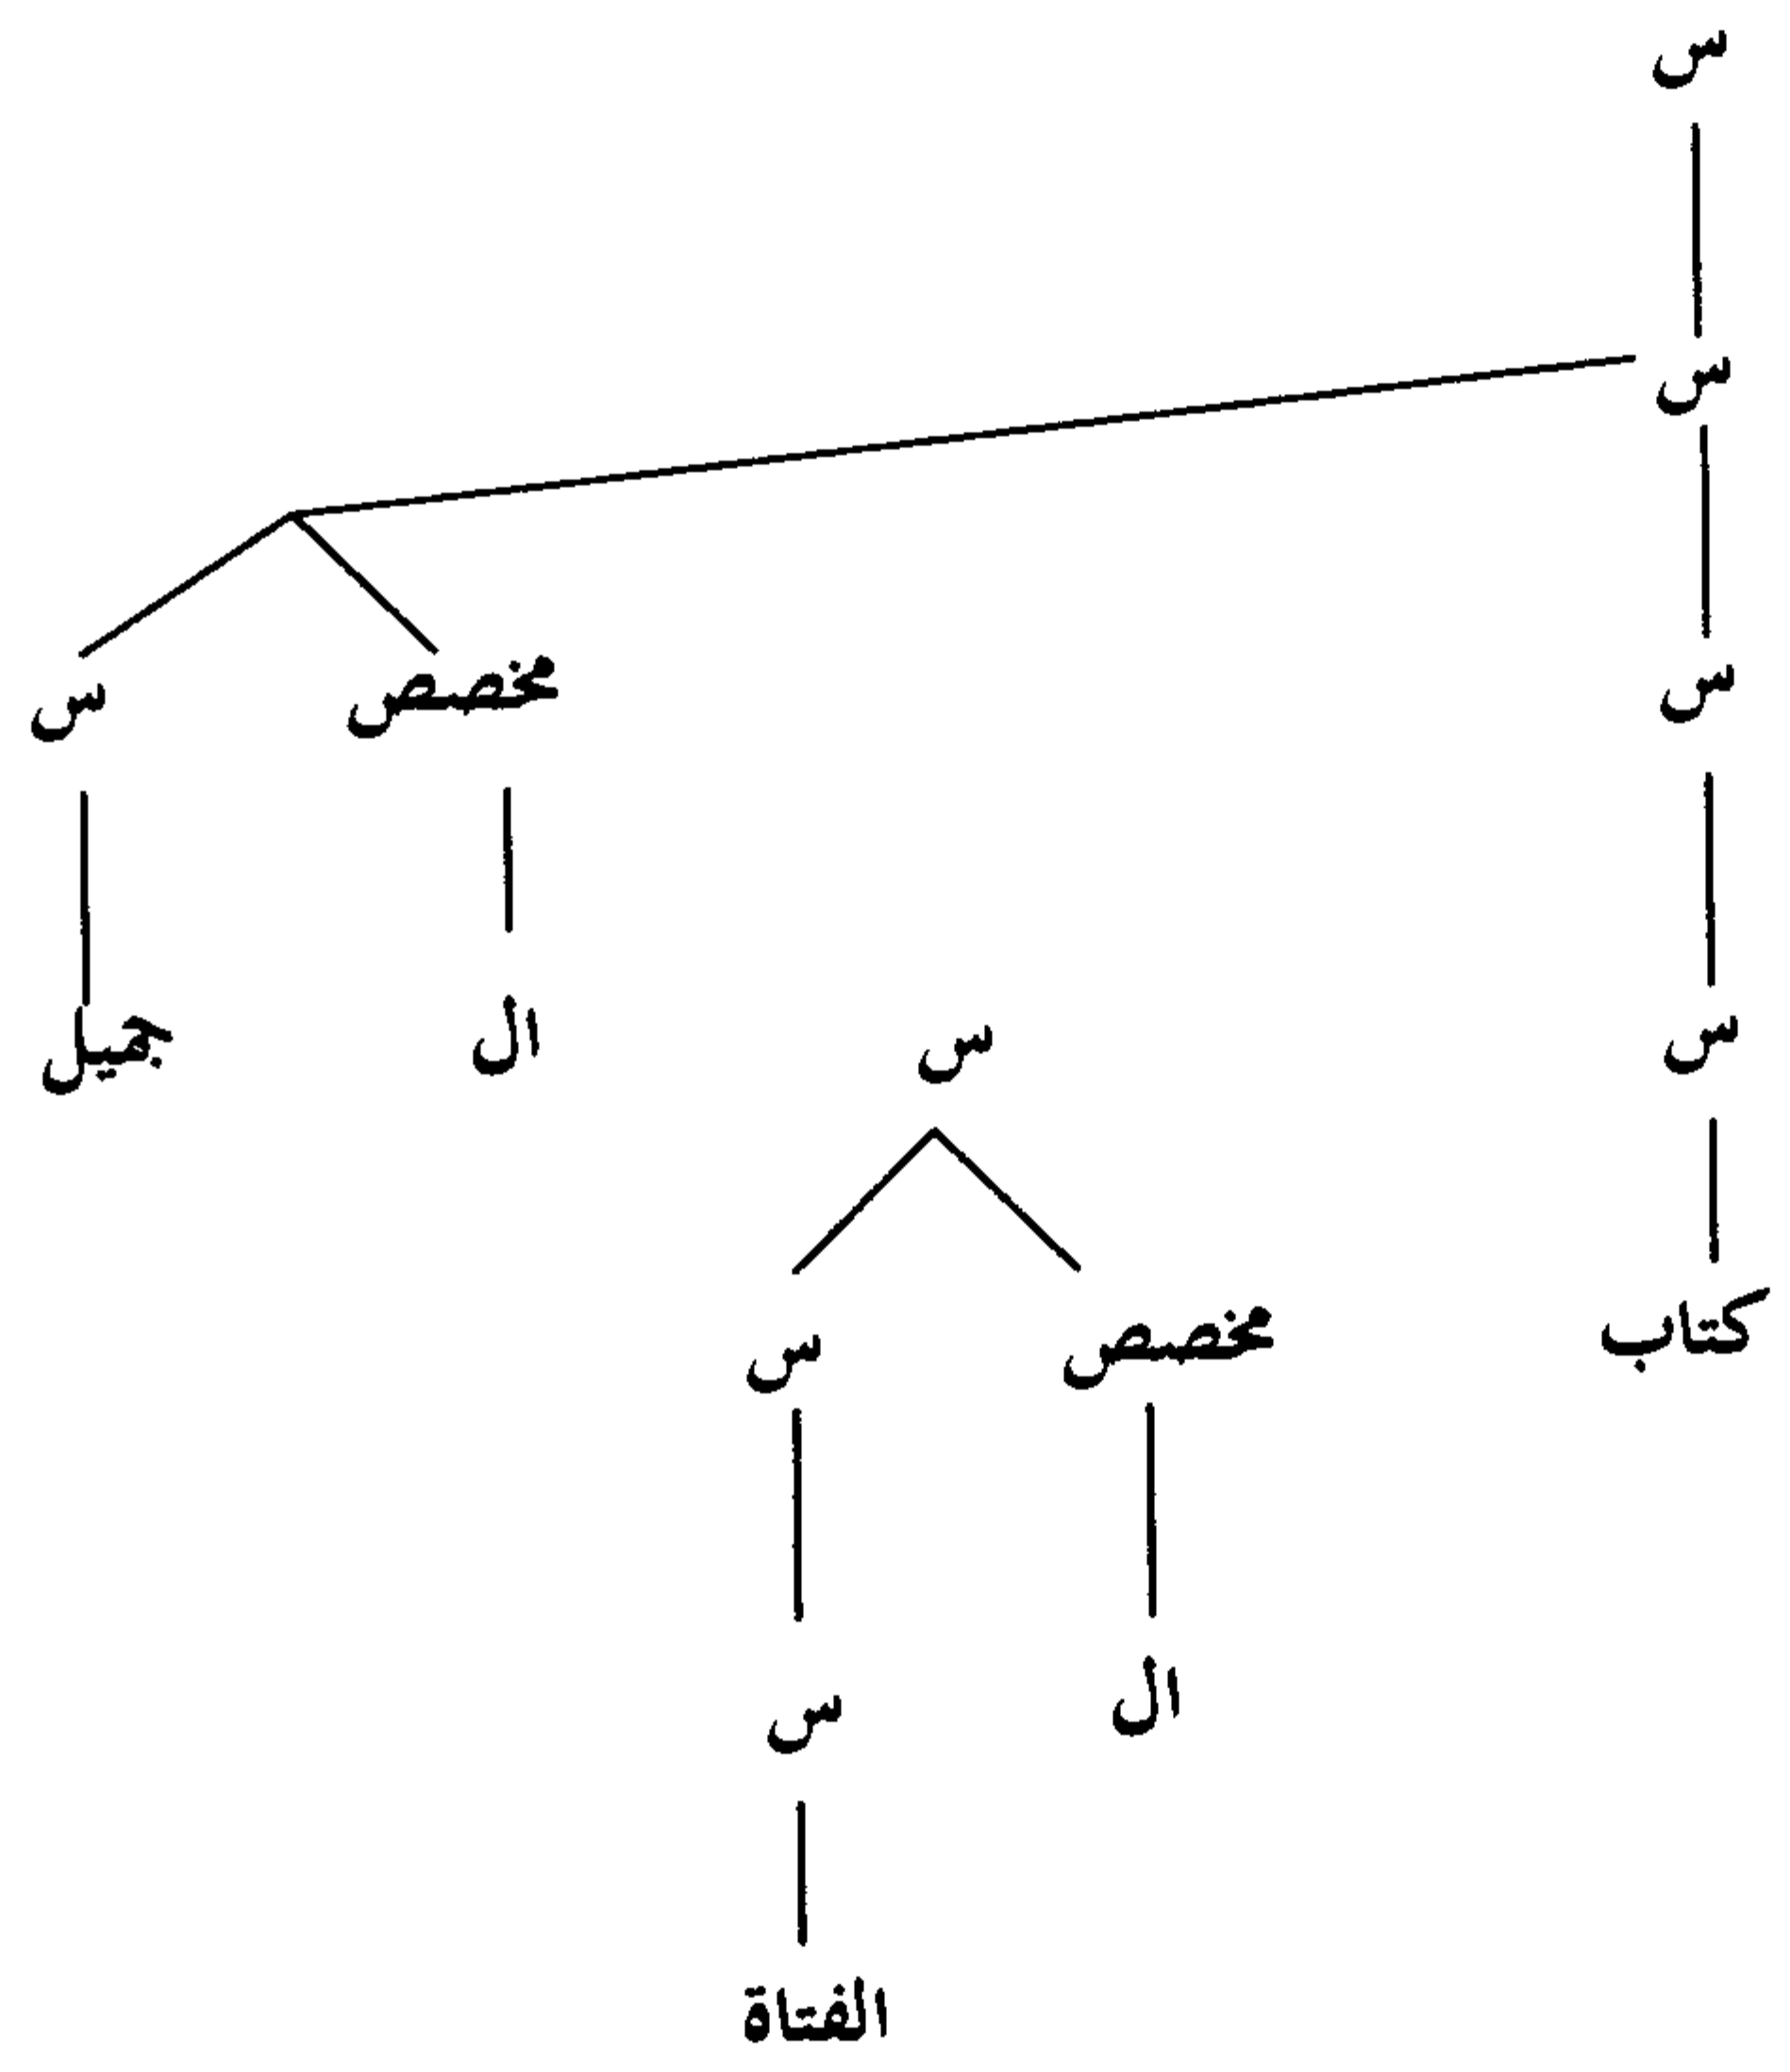 س
س
س
مخصص س
س س ال جميل
كتاب مخصص س
ال س
الفتاة